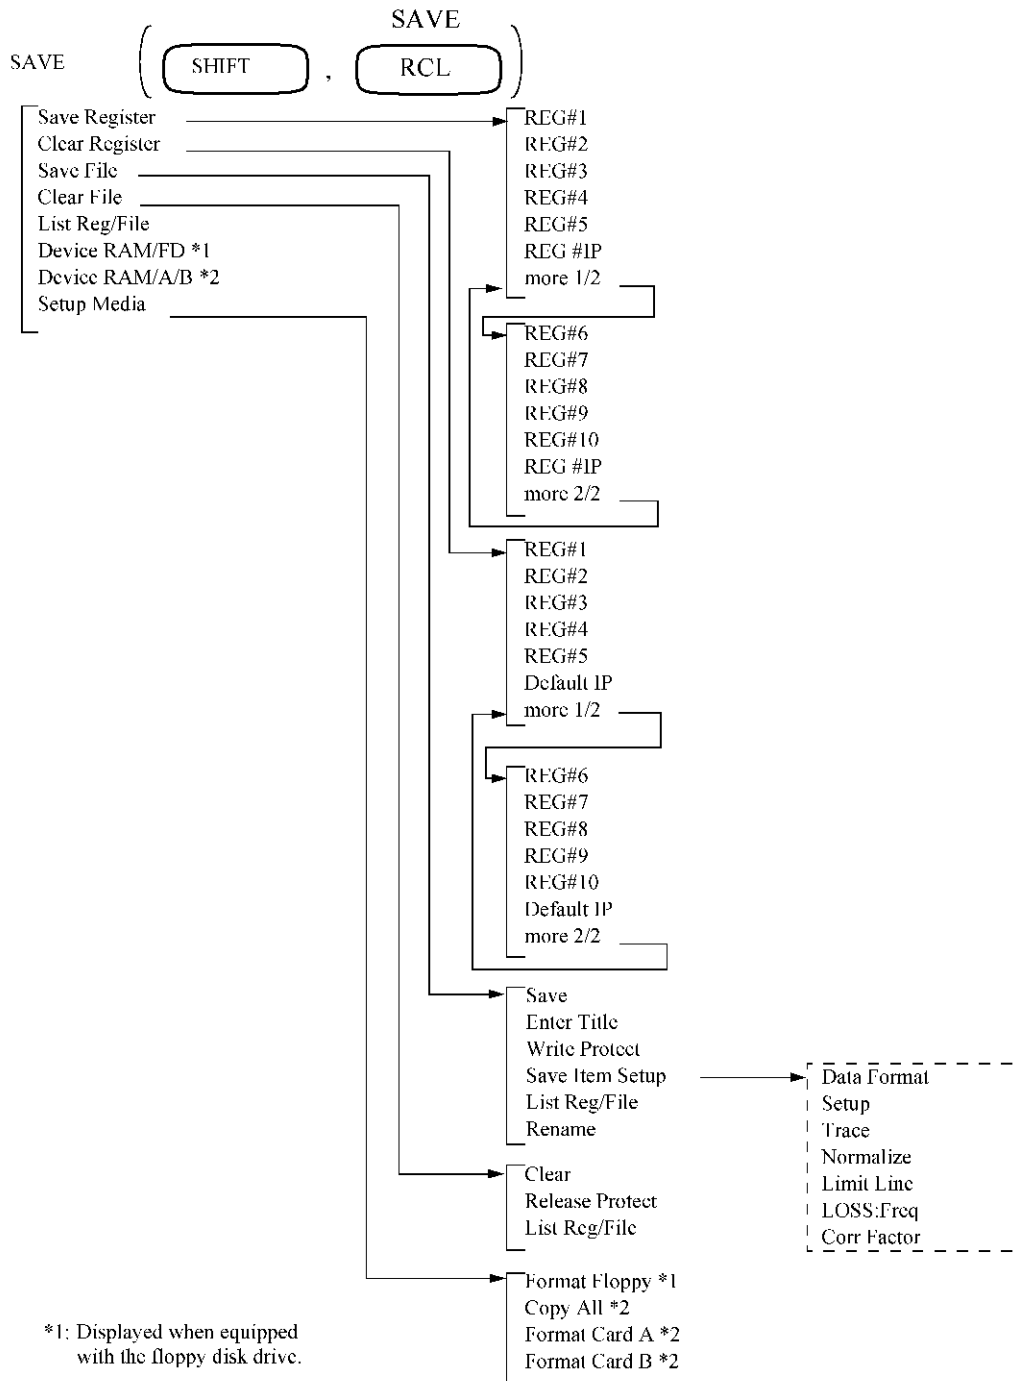 SAVE
SAVE ( SHIFT , RCL )
Save Register
Clear Register
Save File
Clear File
List Reg/File
Device RAM/FD *1
Device RAM/A/B *2
Setup Media
REG#1
REG#2
REG#3
REG#4
REG#5
REG #IP
more 1/2
REG#6
REG#7
REG#8
REG#9
REG#10
REG #IP
more 2/2
REG#1
REG#2
REG#3
REG#4
REG#5
Default IP
more 1/2
REG#6
REG#7
REG#8
REG#9
REG#10
Default IP
more 2/2
Save
Enter Title
Write Protect
Save Item Setup
List Reg/File
Rename
Data Format
Setup
Trace
Normalize
Limit Line
LOSS:Freq
Corr Factor
Clear
Release Protect
List Reg/File
Format Floppy *1
Copy All *2
Format Card A *2
Format Card B *2
*1: Displayed when equipped
with the floppy disk drive.